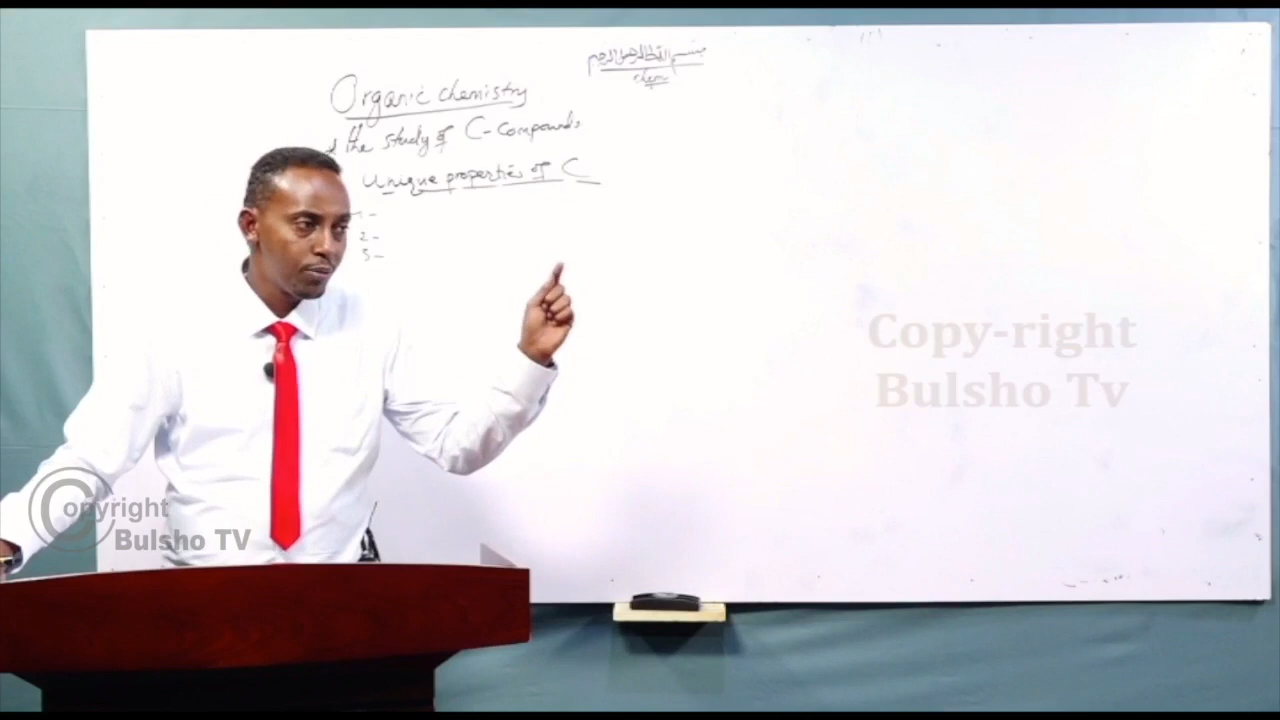 بسم الله الرحمن الرحيم
chem
Organic chemistry
the study of C-compounds
Unique properties of C
1-
2-
3-
Copy-right
Bulsho Tv
Copyright
Bulsho TV